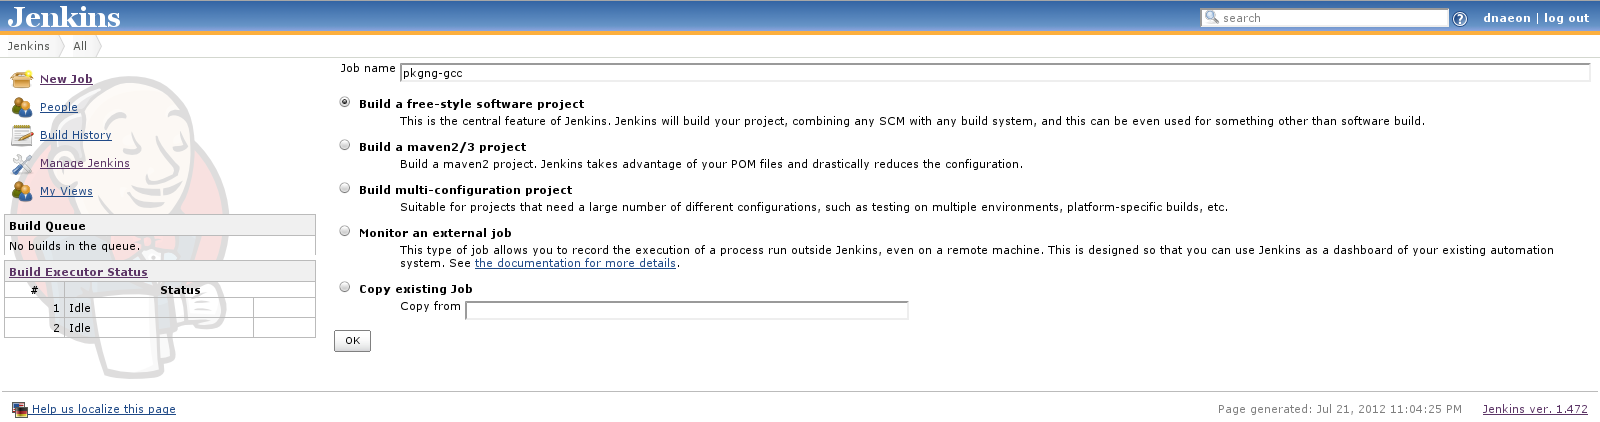 Jenkins
search
dnaeon | log out
Jenkins
All
New Job
People
Build History
Manage Jenkins
My Views
Build Queue
No builds in the queue.
Build Executor Status
# Status
1 Idle
2 Idle
Job name pkgng-gcc
Build a free-style software project
This is the central feature of Jenkins. Jenkins will build your project, combining any SCM with any build system, and this can be even used for something other than software build.
Build a maven2/3 project
Build a maven2 project. Jenkins takes advantage of your POM files and drastically reduces the configuration.
Build multi-configuration project
Suitable for projects that need a large number of different configurations, such as testing on multiple environments, platform-specific builds, etc.
Monitor an external job
This type of job allows you to record the execution of a process run outside Jenkins, even on a remote machine. This is designed so that you can use Jenkins as a dashboard of your existing automation
system. See the documentation for more details.
Copy existing Job
Copy from
OK
Help us localize this page
Page generated: Jul 21, 2012 11:04:25 PM
Jenkins ver. 1.472